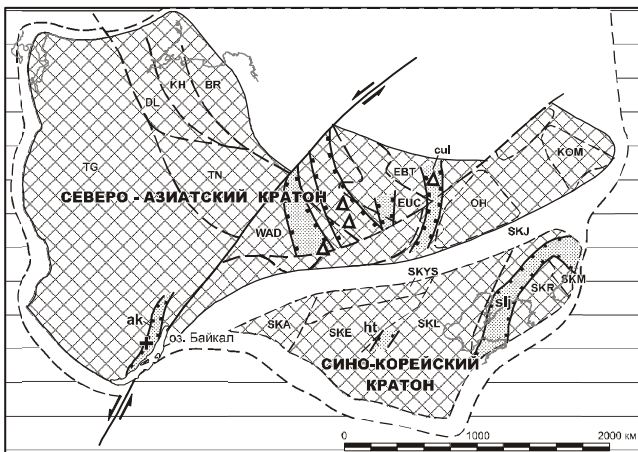 KH
BR
DL
TG
TN
СЕВЕРО - АЗИАТСКИЙ КРАТОН
WAD
EBT
EUC
cul
OH
KOM
SKJ
SKYS
ak
оз. Байкал
SKA
SKE
ht
SKL
slj
SKR
SKM
СИНО-КОРЕЙСКИЙ
КРАТОН
0 1000 2000 км